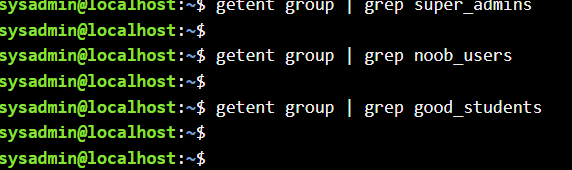 sysadmin@localhost:~$ getent group | grep super_admins
sysadmin@localhost:~$
sysadmin@localhost:~$ getent group | grep noob_users
sysadmin@localhost:~$
sysadmin@localhost:~$ getent group | grep good_students
sysadmin@localhost:~$
sysadmin@localhost:~$